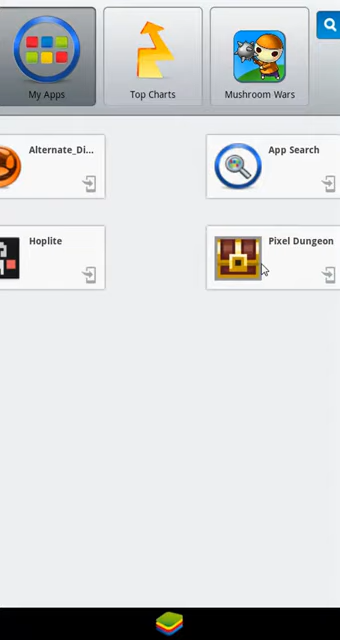 My Apps
Top Charts
Mushroom Wars
Alternate_Di...
App Search
Hoplite
Pixel Dungeon